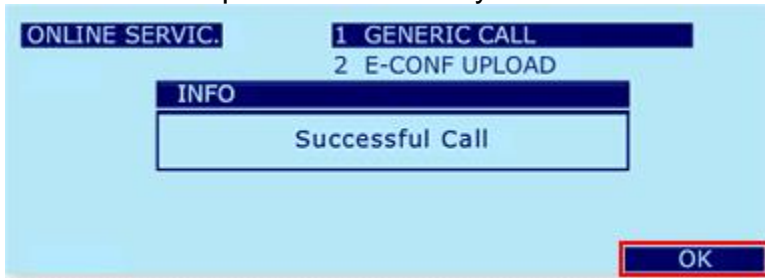 ONLINE SERVIC. 1 GENERIC CALL
2 E-CONF UPLOAD
INFO
Successful Call
OK